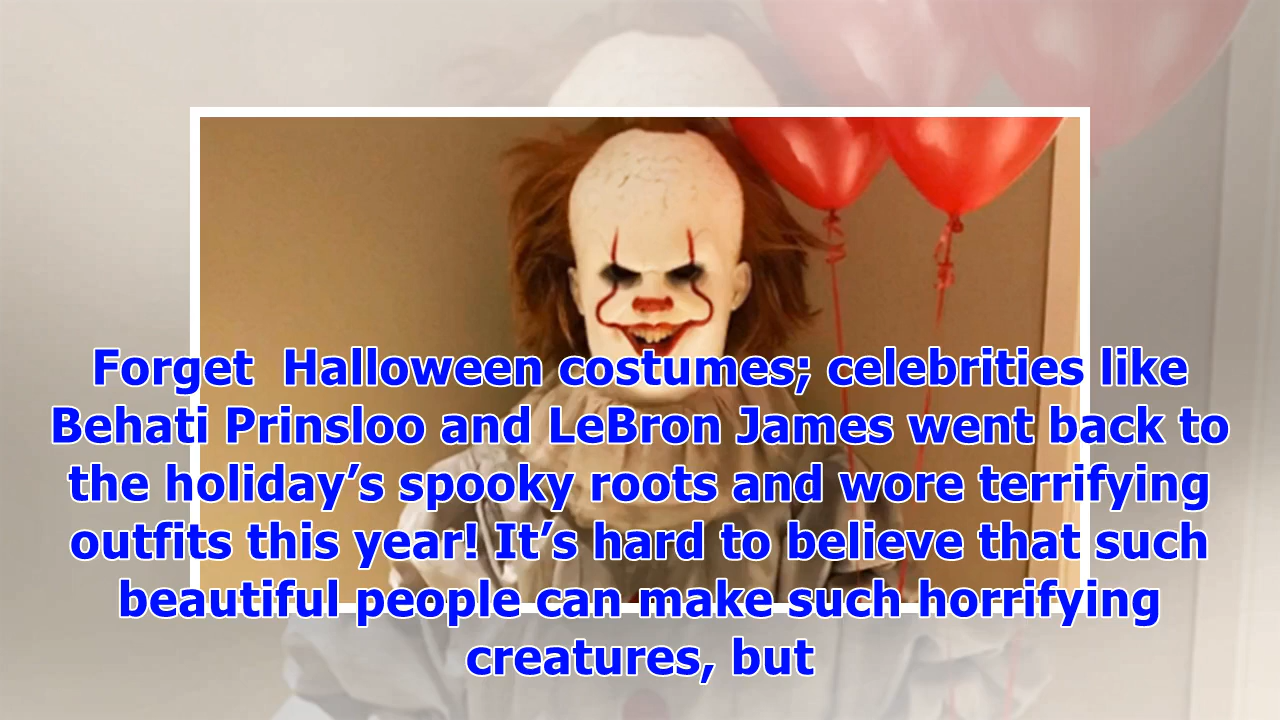 Forget  Halloween costumes; celebrities like
Behati Prinsloo and LeBron James went back to
the holiday’s spooky roots and wore terrifying
outfits this year! It’s hard to believe that such
beautiful people can make such horrifying
creatures, but